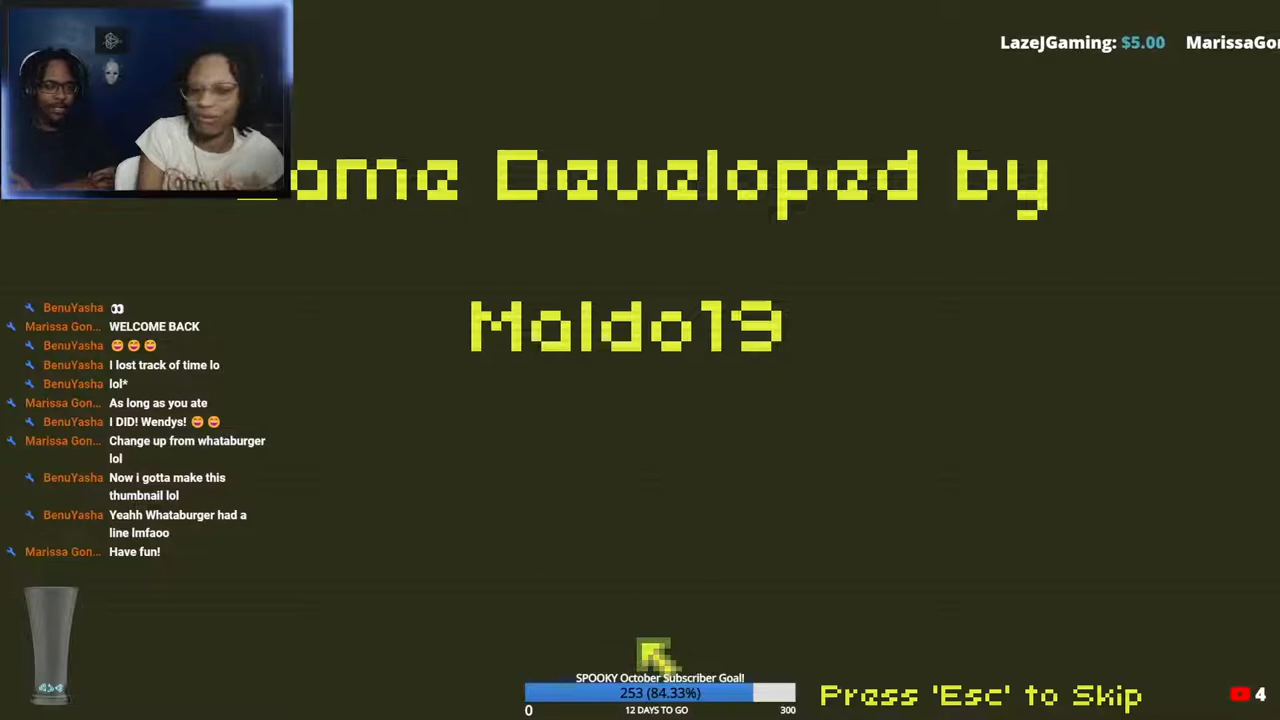 LazeJGaming: $5.00 MarissaGon
ame Developed by
Maldo19
BenuYasha 👀
Marissa Gon... WELCOME BACK
BenuYasha 😄 😄 😄
BenuYasha I lost track of time lo
BenuYasha lol*
Marissa Gon... As long as you ate
BenuYasha I DID! Wendys! 😄 😄
Marissa Gon... Change up from whataburger
lol
BenuYasha Now i gotta make this
thumbnail lol
BenuYasha Yeahh Whataburger had a
line lmfaoo
Marissa Gon... Have fun!
SPOOKY October Subscriber Goal!
253 (84.33%)
0 12 DAYS TO GO 300
Press 'Esc' to Skip
4